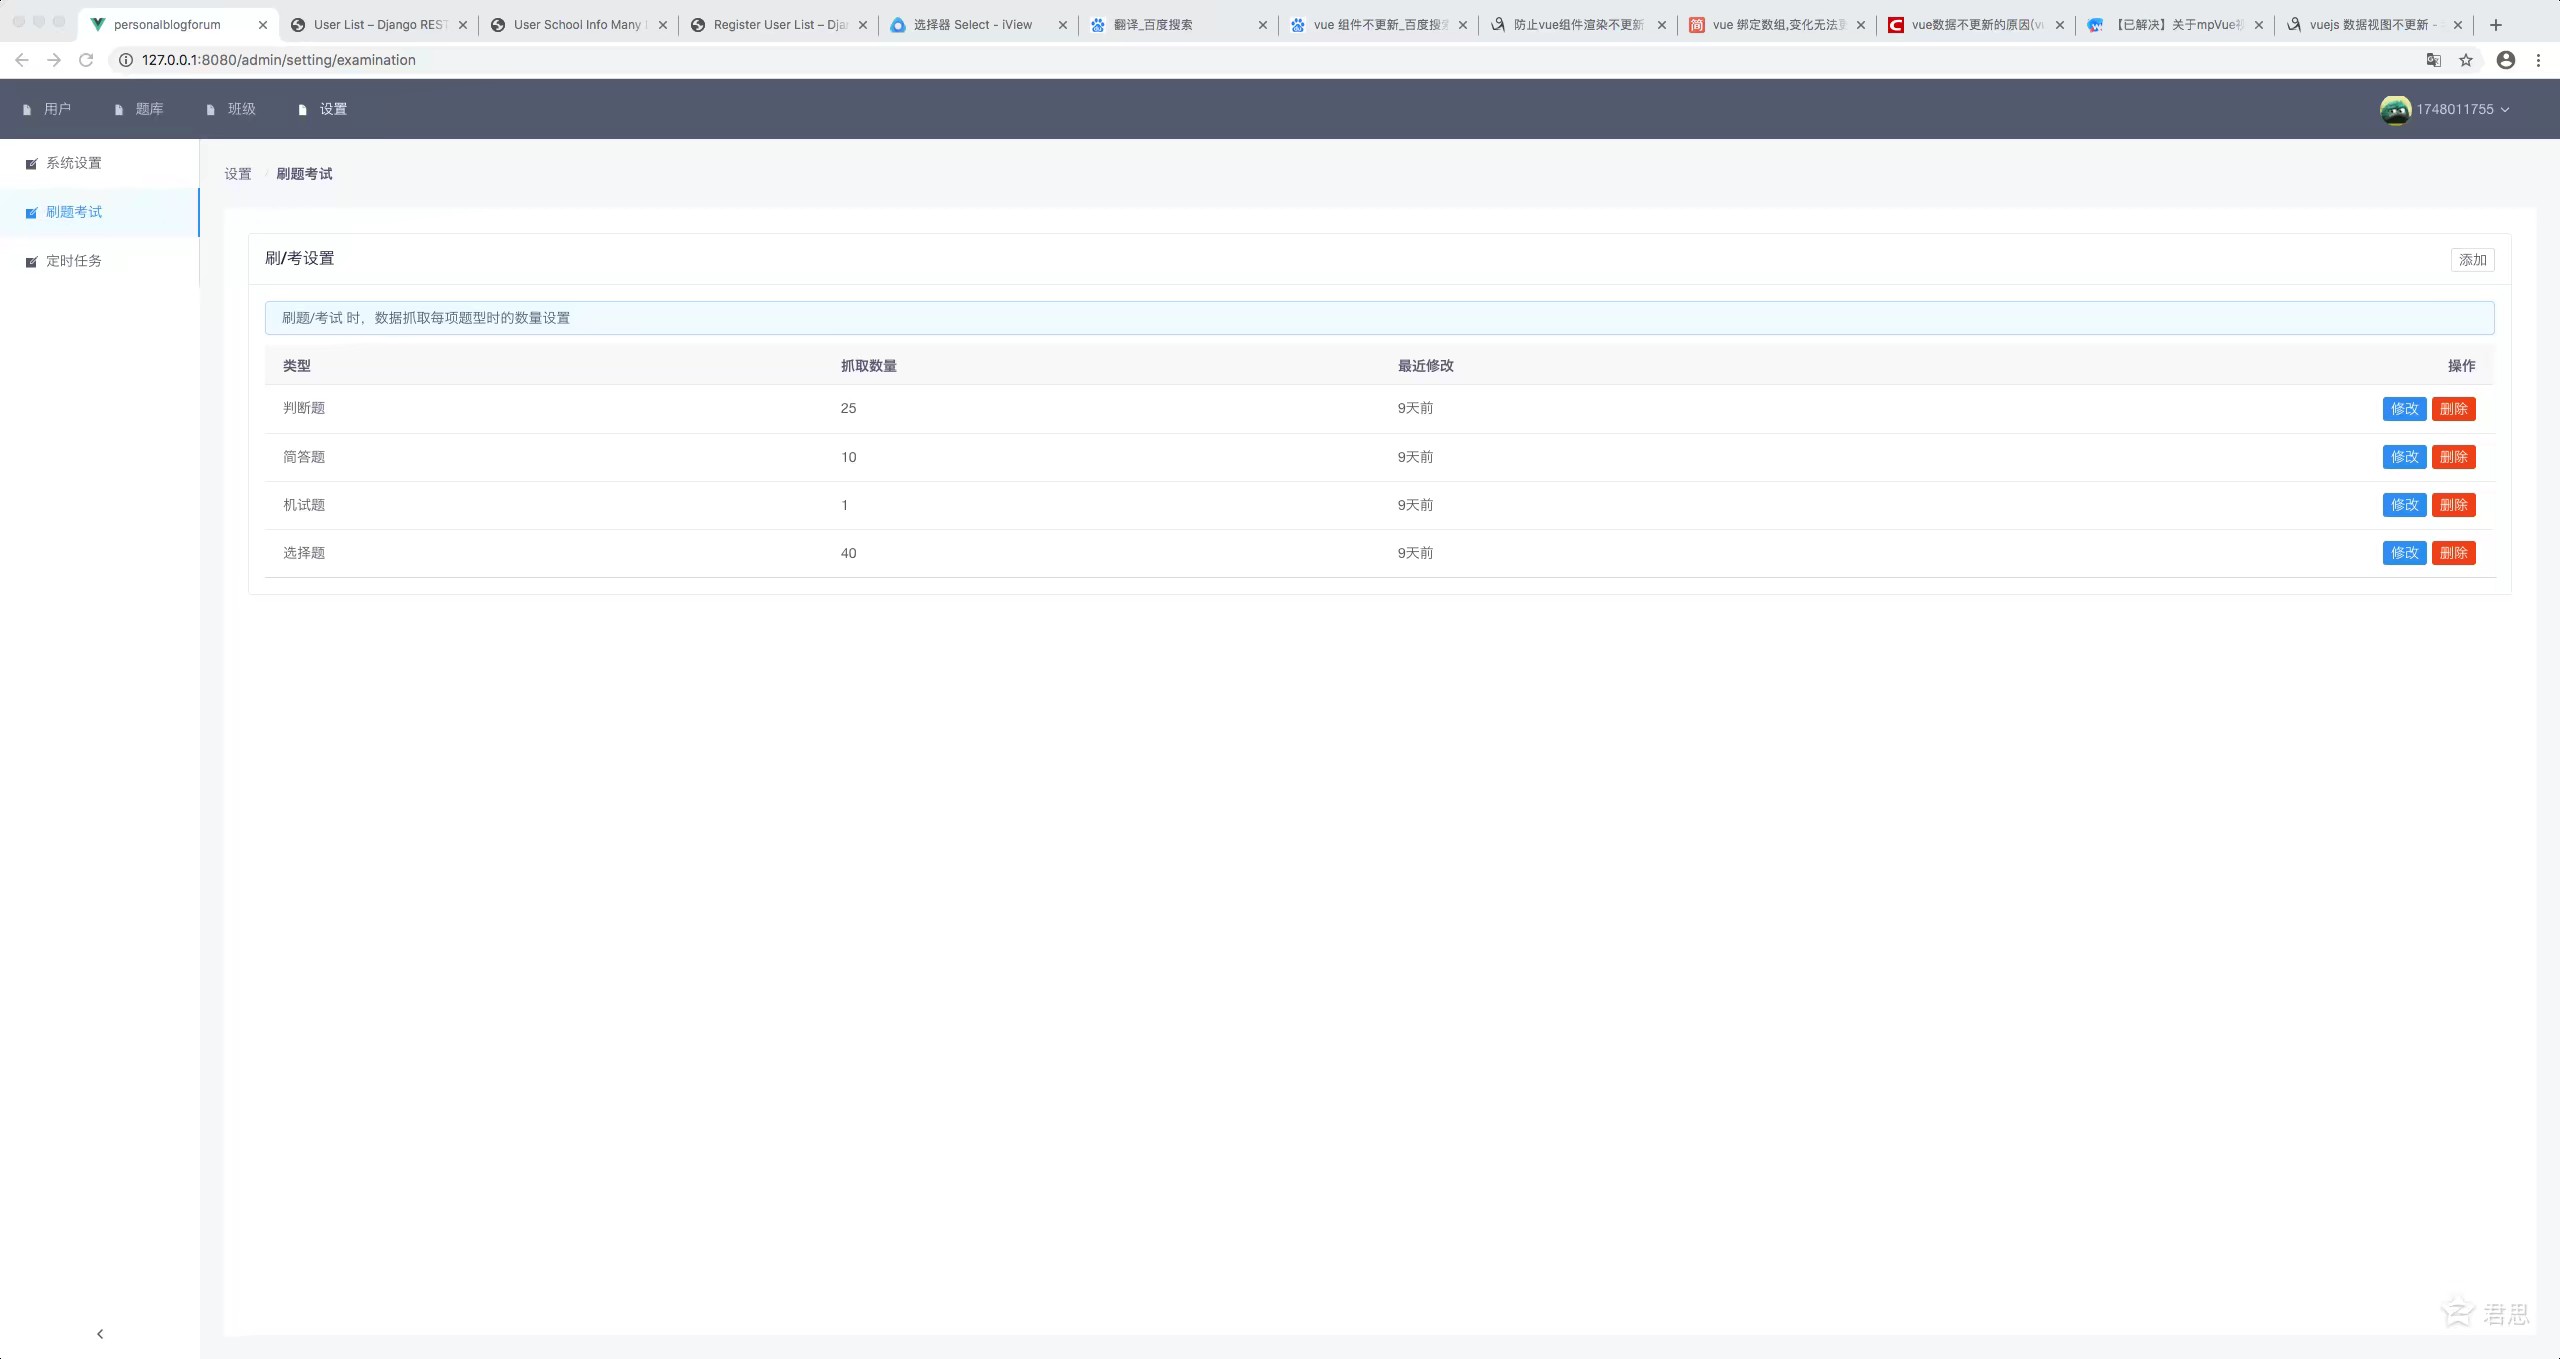 personalblogforum
User List – Django REST
User School Info Many
Register User List – Djan
选择器 Select - iView
翻译_百度搜索
vue 组件不更新_百度搜
防止vue组件渲染不更新
vue 绑定数组,变化无法更
vue数据不更新的原因(vu
【已解决】关于mpVue视
vuejs 数据视图不更新 -
127.0.0.1:8080/admin/setting/examination
用户 题库 班级 设置 1748011755
系统设置
刷题考试
定时任务
设置 / 刷题考试
刷/考设置 添加
刷题/考试 时，数据抓取每项题型时的数量设置
类型 抓取数量 最近修改 操作
判断题 25 9天前 修改 删除
简答题 10 9天前 修改 删除
机试题 1 9天前 修改 删除
选择题 40 9天前 修改 删除
君思